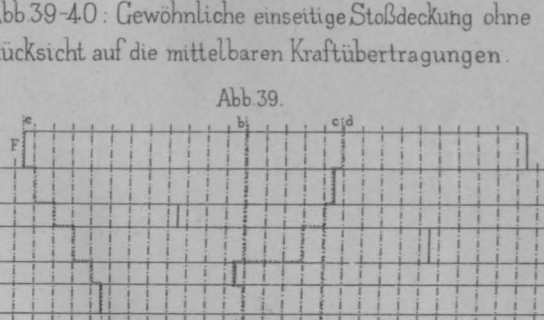 bb.39-40: Gewöhnliche einseitige Stoßdeckung ohne
ücksicht auf die mittelbaren Kraftübertragungen.
Abb.39.
e b c d
F